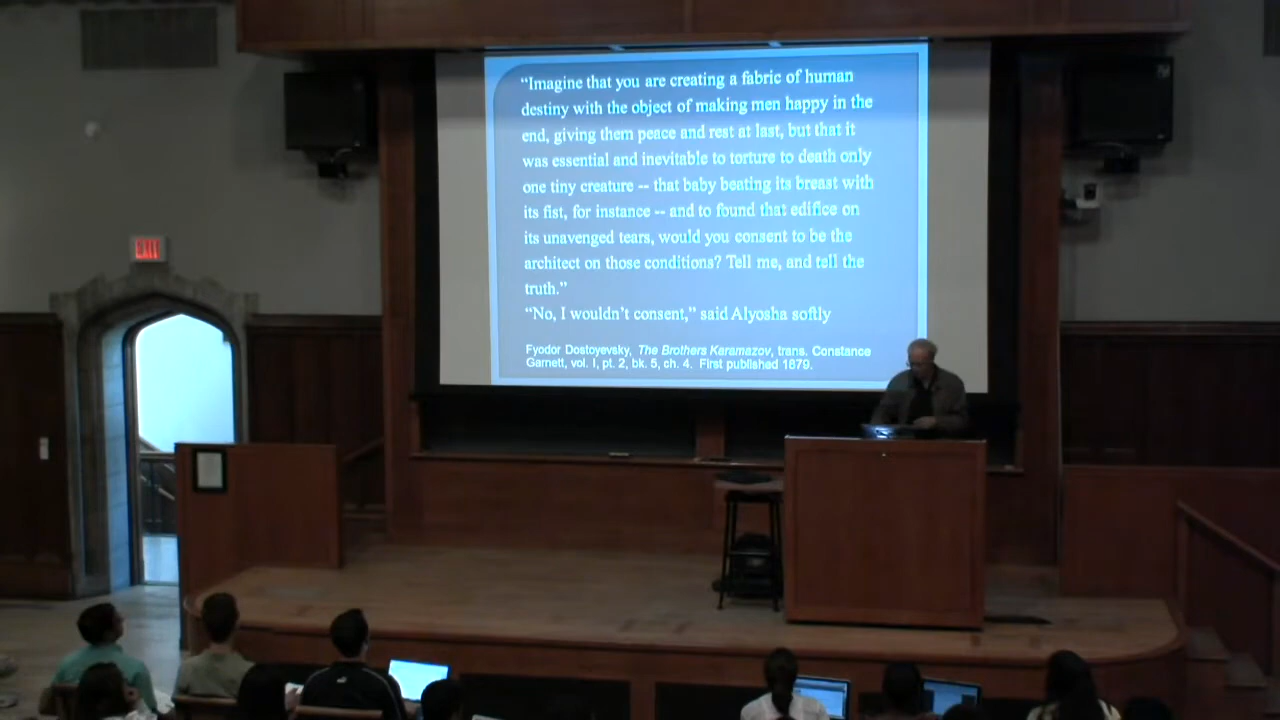 EXIT
“Imagine that you are creating a fabric of human
destiny with the object of making men happy in the
end, giving them peace and rest at last, but that it
was essential and inevitable to torture to death only
one tiny creature -- that baby beating its breast with
its fist, for instance -- and to found that edifice on
its unavenged tears, would you consent to be the
architect on those conditions? Tell me, and tell the
truth.”
“No, I wouldn’t consent,” said Alyosha softly
Fyodor Dostoyevsky, The Brothers Karamazov, trans. Constance
Garnett, vol. I, pt. 2, bk. 5, ch. 4. First published 1879.